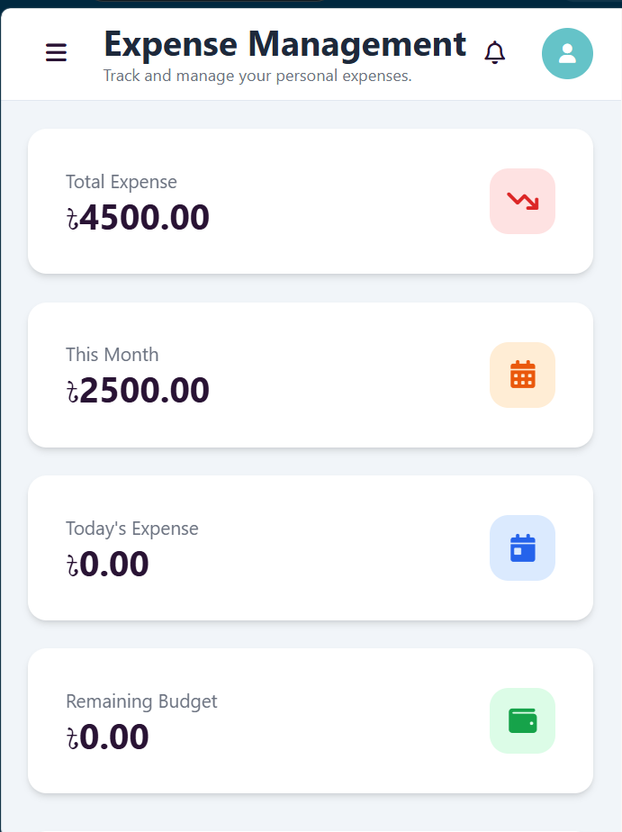 Expense Management
Track and manage your personal expenses.
Total Expense
৳4500.00
This Month
৳2500.00
Today's Expense
৳0.00
Remaining Budget
৳0.00